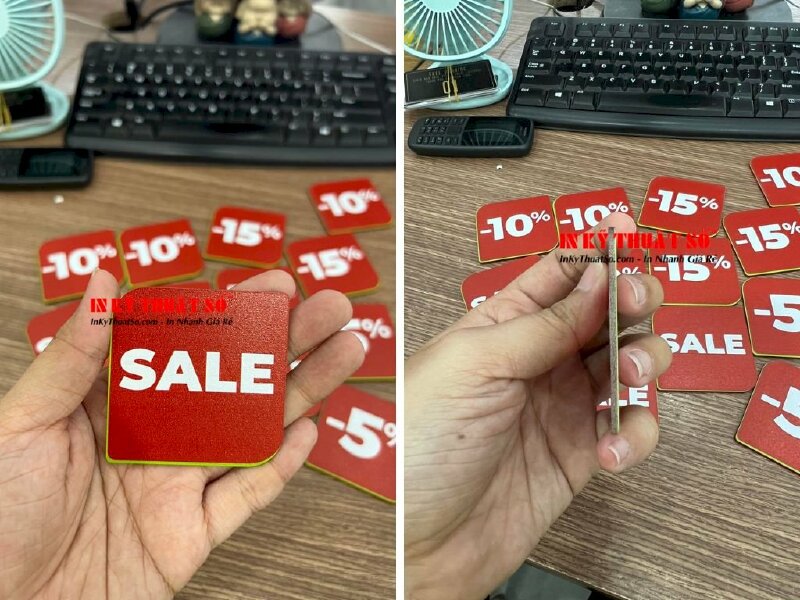 -10%
-10%
-10%
-15%
-15%
IN KỸ THUẬT SỐ
InKyThuatso.com - In Nhanh Giá Rẻ
SALE
-5%
-10%
-10%
-15%
-15%
IN KỸ THUẬT SỐ
InKyThuatso.com - In Nhanh Giá Rẻ
-15%
SALE